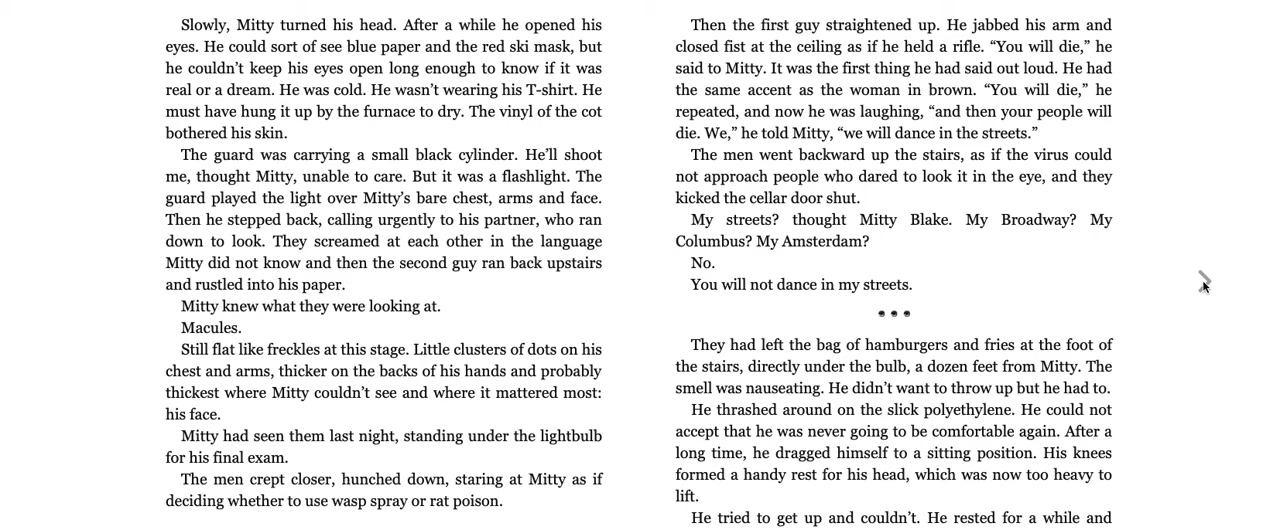 Slowly, Mitty turned his head. After a while he opened his
eyes. He could sort of see blue paper and the red ski mask, but
he couldn’t keep his eyes open long enough to know if it was
real or a dream. He was cold. He wasn’t wearing his T-shirt. He
must have hung it up by the furnace to dry. The vinyl of the cot
bothered his skin.
The guard was carrying a small black cylinder. He’ll shoot
me, thought Mitty, unable to care. But it was a flashlight. The
guard played the light over Mitty’s bare chest, arms and face.
Then he stepped back, calling urgently to his partner, who ran
down to look. They screamed at each other in the language
Mitty did not know and then the second guy ran back upstairs
and rustled into his paper.
Mitty knew what they were looking at.
Macules.
Still flat like freckles at this stage. Little clusters of dots on his
chest and arms, thicker on the backs of his hands and probably
thickest where Mitty couldn’t see and where it mattered most:
his face.
Mitty had seen them last night, standing under the lightbulb
for his final exam.
The men crept closer, hunched down, staring at Mitty as if
deciding whether to use wasp spray or rat poison.
Then the first guy straightened up. He jabbed his arm and
closed fist at the ceiling as if he held a rifle. “You will die,” he
said to Mitty. It was the first thing he had said out loud. He had
the same accent as the woman in brown. “You will die,” he
repeated, and now he was laughing, “and then your people will
die. We,” he told Mitty, “we will dance in the streets.”
The men went backward up the stairs, as if the virus could
not approach people who dared to look it in the eye, and they
kicked the cellar door shut.
My streets? thought Mitty Blake. My Broadway? My
Columbus? My Amsterdam?
No.
You will not dance in my streets.
They had left the bag of hamburgers and fries at the foot of
the stairs, directly under the bulb, a dozen feet from Mitty. The
smell was nauseating. He didn’t want to throw up but he had to.
He thrashed around on the slick polyethylene. He could not
accept that he was never going to be comfortable again. After a
long time, he dragged himself to a sitting position. His knees
formed a handy rest for his head, which was now too heavy to
lift.
He tried to get up and couldn’t. He rested for a while and